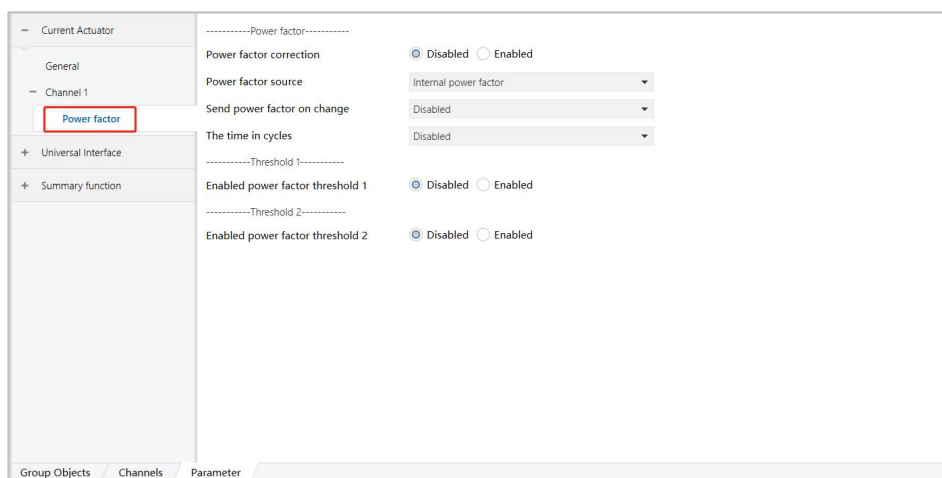 − Current Actuator
General
− Channel 1
Power factor
+ Universal Interface
+ Summary function
-----------Power factor-----------
Power factor correction Disabled Enabled
Power factor source Internal power factor
Send power factor on change Disabled
The time in cycles Disabled
-----------Threshold 1-----------
Enabled power factor threshold 1 Disabled Enabled
-----------Threshold 2-----------
Enabled power factor threshold 2 Disabled Enabled
Group Objects Channels Parameter